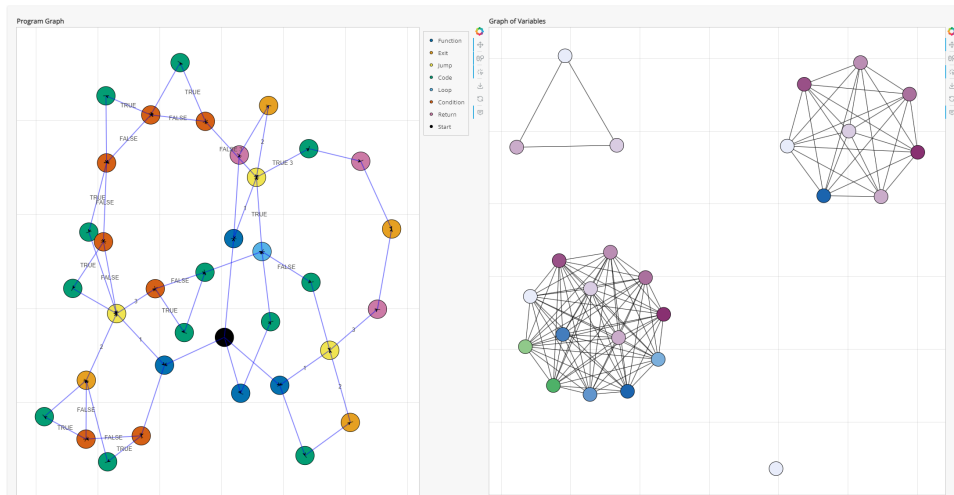 Program Graph
Graph of Variables
Function
Exit
Jump
Code
Loop
Condition
Return
Start
TRUE
TRUE
FALSE
FALSE
FALSE
2
TRUE 3
TRUE
FALSE
1
TRUE
TRUE
FALSE
FALSE
FALSE
3
TRUE
2
1
3
1
2
FALSE
TRUE
FALSE
TRUE